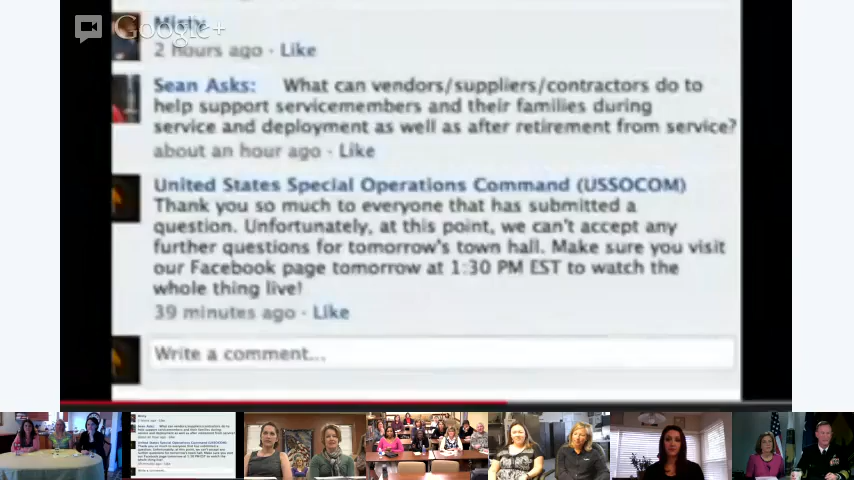 Google+
Misty
2 hours ago · Like
Sean Asks: What can vendors/suppliers/contractors do to
help support servicemembers and their families during
service and deployment as well as after retirement from service?
about an hour ago · Like
United States Special Operations Command (USSOCOM)
Thank you so much to everyone that has submitted a
question. Unfortunately, at this point, we can't accept any
further questions for tomorrow's town hall. Make sure you visit
our Facebook page tomorrow at 1:30 PM EST to watch the
whole thing live!
39 minutes ago · Like
Write a comment...